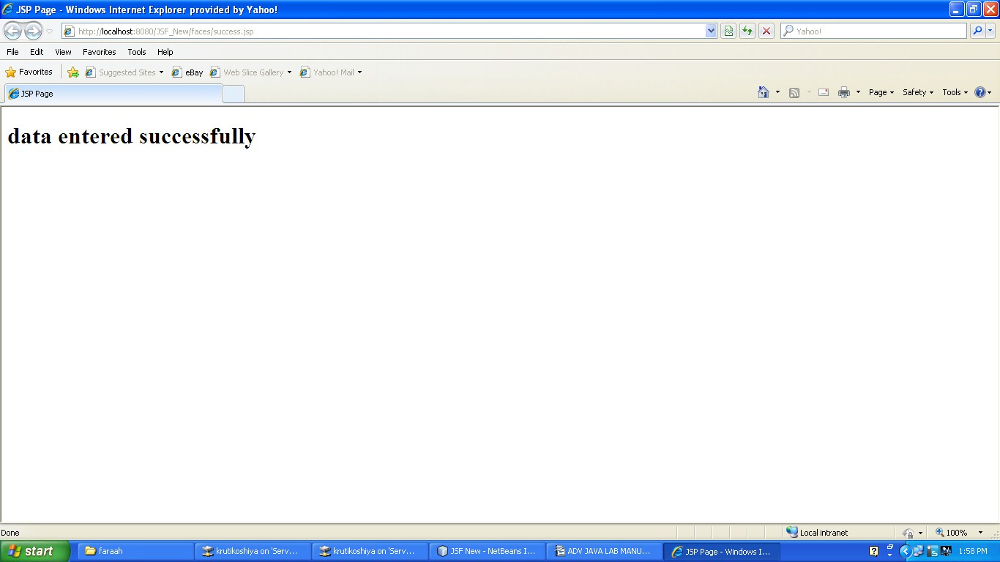 JSP Page - Windows Internet Explorer provided by Yahoo!
http://localhost:8080/JSF_New/faces/success.jsp
Yahoo!
File Edit View Favorites Tools Help
Favorites Suggested Sites eBay Web Slice Gallery Yahoo! Mail
JSP Page
Page Safety Tools
data entered successfully
Done
Local intranet
100%
start
faraah
krutikoshiya on 'Serv...
krutikoshiya on 'Serv...
JSF New - NetBeans I...
ADV JAVA LAB MANU...
JSP Page - Windows I...
1:58 PM